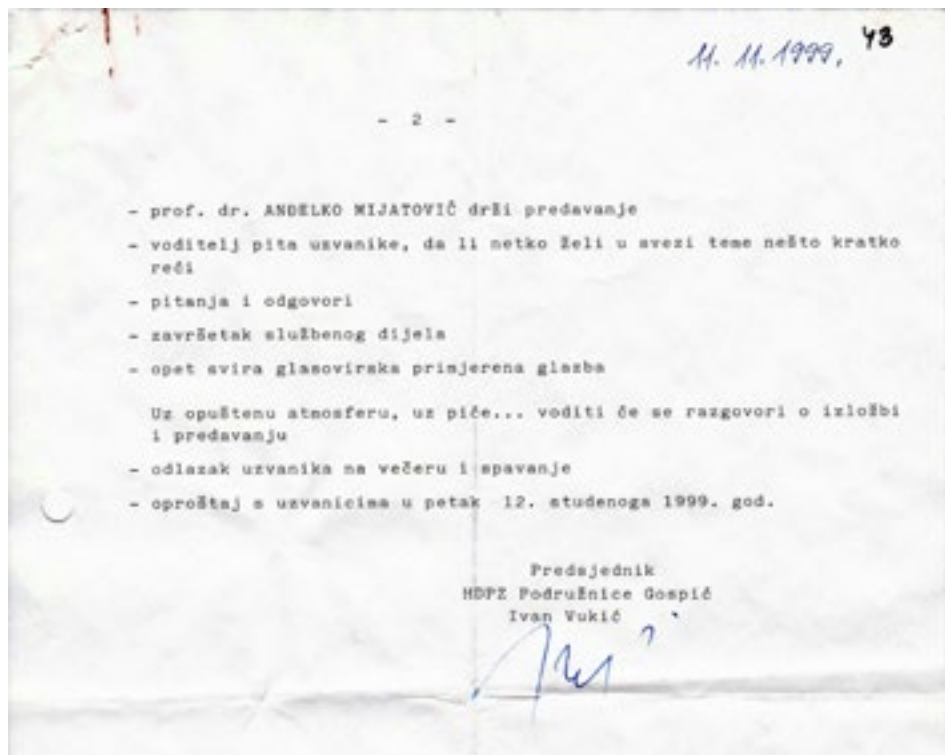 11. 11. 1999. 43
- 2 -
- prof. dr. ANĐELKO MIJATOVIĆ drži predavanje
- voditelj pita uzvanike, da li netko želi u svezi teme nešto kratko
reći
- pitanja i odgovori
- završetak službenog dijela
- opet svira glasovirska primjerena glazba
Uz opuštenu atmosferu, uz piće... voditi će se razgovori o izložbi
i predavanju
- odlazak uzvanika na večeru i spavanje
- oproštaj s uzvanicima u petak 12. studenoga 1999. god.
Predsjednik
HDPZ Podružnice Gospić
Ivan Vukić